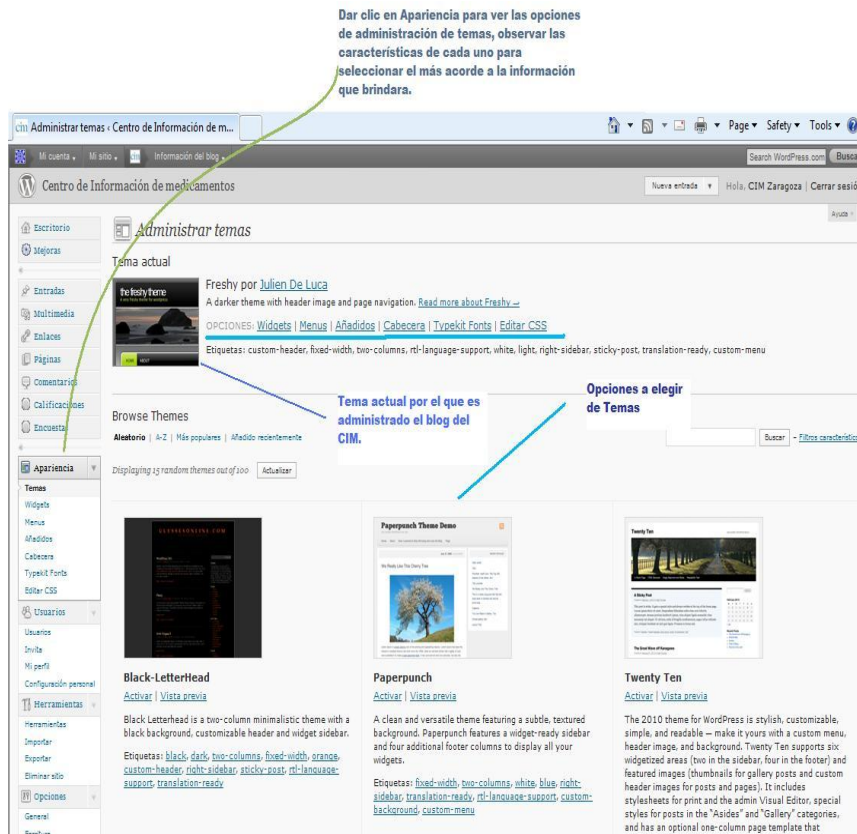 Dar clic en Apariencia para ver las opciones
de administración de temas, observar las
características de cada uno para
seleccionar el más acorde a la información
que brindara.
cim Administrar temas ‹ Centro de Información de m...
Page Safety Tools
Mi cuenta Mi sitio Información del blog
Search WordPress.com Busca
Centro de Información de medicamentos
Nueva entrada Hola, CIM Zaragoza | Cerrar sesió
Ayuda
Escritorio
Mejoras
Entradas
Multimedia
Enlaces
Páginas
Comentarios
Calificaciones
Encuesta
Apariencia
Temas
Widgets
Menus
Añadidos
Cabecera
Typekit Fonts
Editar CSS
Usuarios
Usuarios
Invite
Mi perfil
Configuración personal
Herramientas
Herramientas
Importar
Exportar
Eliminar sitio
Opciones
General
Administrar temas
Tema actual
the freshy theme
HOME ABOUT
Freshy por Julien De Luca
A darker theme with header image and page navigation. Read more about Freshy →
OPCIONES: Widgets | Menus | Añadidos | Cabecera | Typekit Fonts | Editar CSS
Etiquetas: custom-header, fixed-width, two-columns, rtl-language-support, white, light, right-sidebar, sticky-post, translation-ready, custom-menu
Tema actual por el que es
administrado el blog del
CIM.
Opciones a elegir
de Temas
Browse Themes
Aleatorio | A-Z | Más populares | Añadido recientemente
Buscar – Filtros característic
Displaying 15 random themes out of 100 Actualizar
Paperpunch Theme Demo
We Really Like This Cherry Tree
Twenty Ten
A Sticky Post
Black-LetterHead
Activar | Vista previa
Black Letterhead is a two-column minimalistic theme with a
black background, customizable header and widget sidebar.
Etiquetas: black, dark, two-columns, fixed-width, orange,
custom-header, right-sidebar, sticky-post, rtl-language-
support, translation-ready
Paperpunch
Activar | Vista previa
A clean and versatile theme featuring a subtle, textured
background. Paperpunch features a widget-ready sidebar
and four additional footer columns to display all your
widgets.
Etiquetas: fixed-width, two-columns, white, blue, right-
sidebar, translation-ready, rtl-language-support, custom-
background, custom-menu
Twenty Ten
Activar | Vista previa
The 2010 theme for WordPress is stylish, customizable,
simple, and readable — make it yours with a custom menu,
header image, and background. Twenty Ten supports six
widgetized areas (two in the sidebar, four in the footer) and
featured images (thumbnails for gallery posts and custom
header images for posts and pages). It includes
stylesheets for print and the admin Visual Editor, special
styles for posts in the "Asides" and "Gallery" categories,
and has an optional one-column page template that